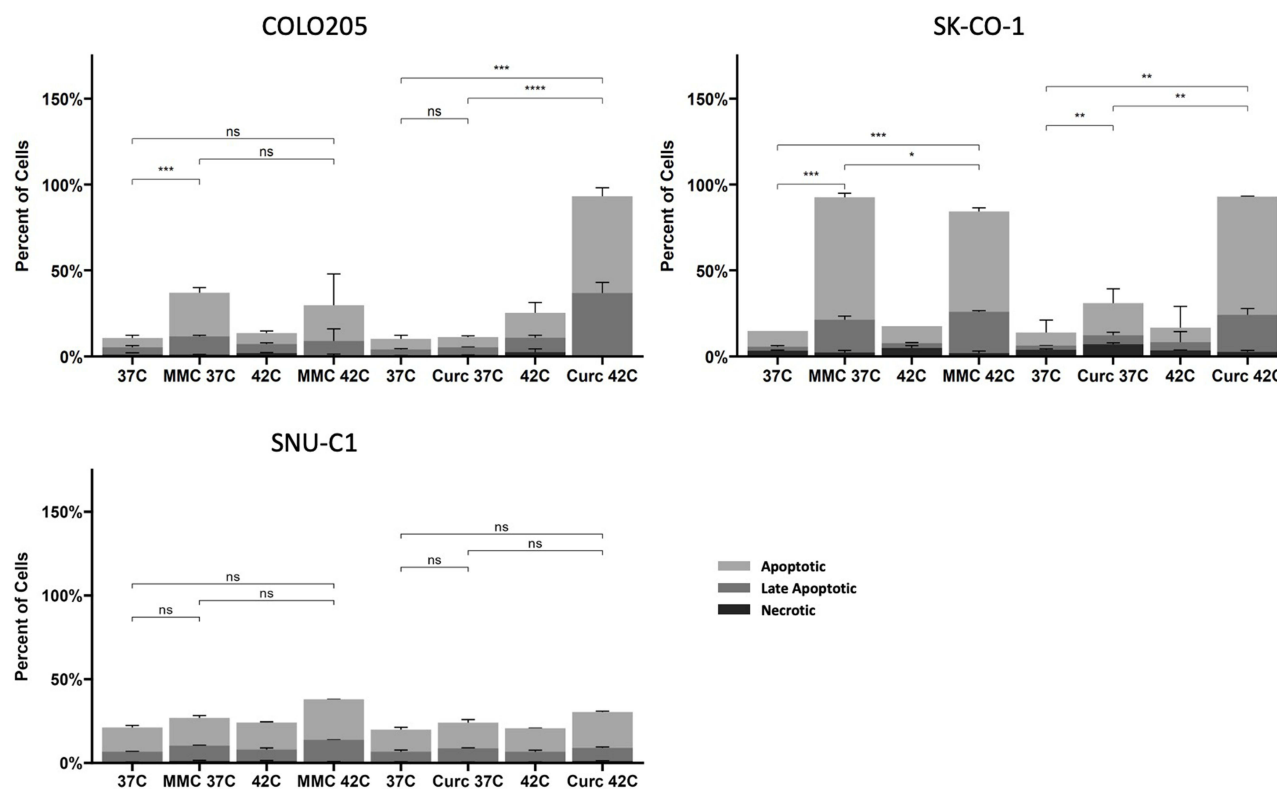 COLO205
Percent of Cells
150%
100%
50%
0%
***
****
ns
ns
ns
***
37C MMC 37C 42C MMC 42C 37C Curc 37C 42C Curc 42C
SK-CO-1
Percent of Cells
150%
100%
50%
0%
**
**
**
***
*
***
37C MMC 37C 42C MMC 42C 37C Curc 37C 42C Curc 42C
SNU-C1
Percent of Cells
150%
100%
50%
0%
ns
ns
ns
ns
ns
ns
37C MMC 37C 42C MMC 42C 37C Curc 37C 42C Curc 42C
Apoptotic
Late Apoptotic
Necrotic